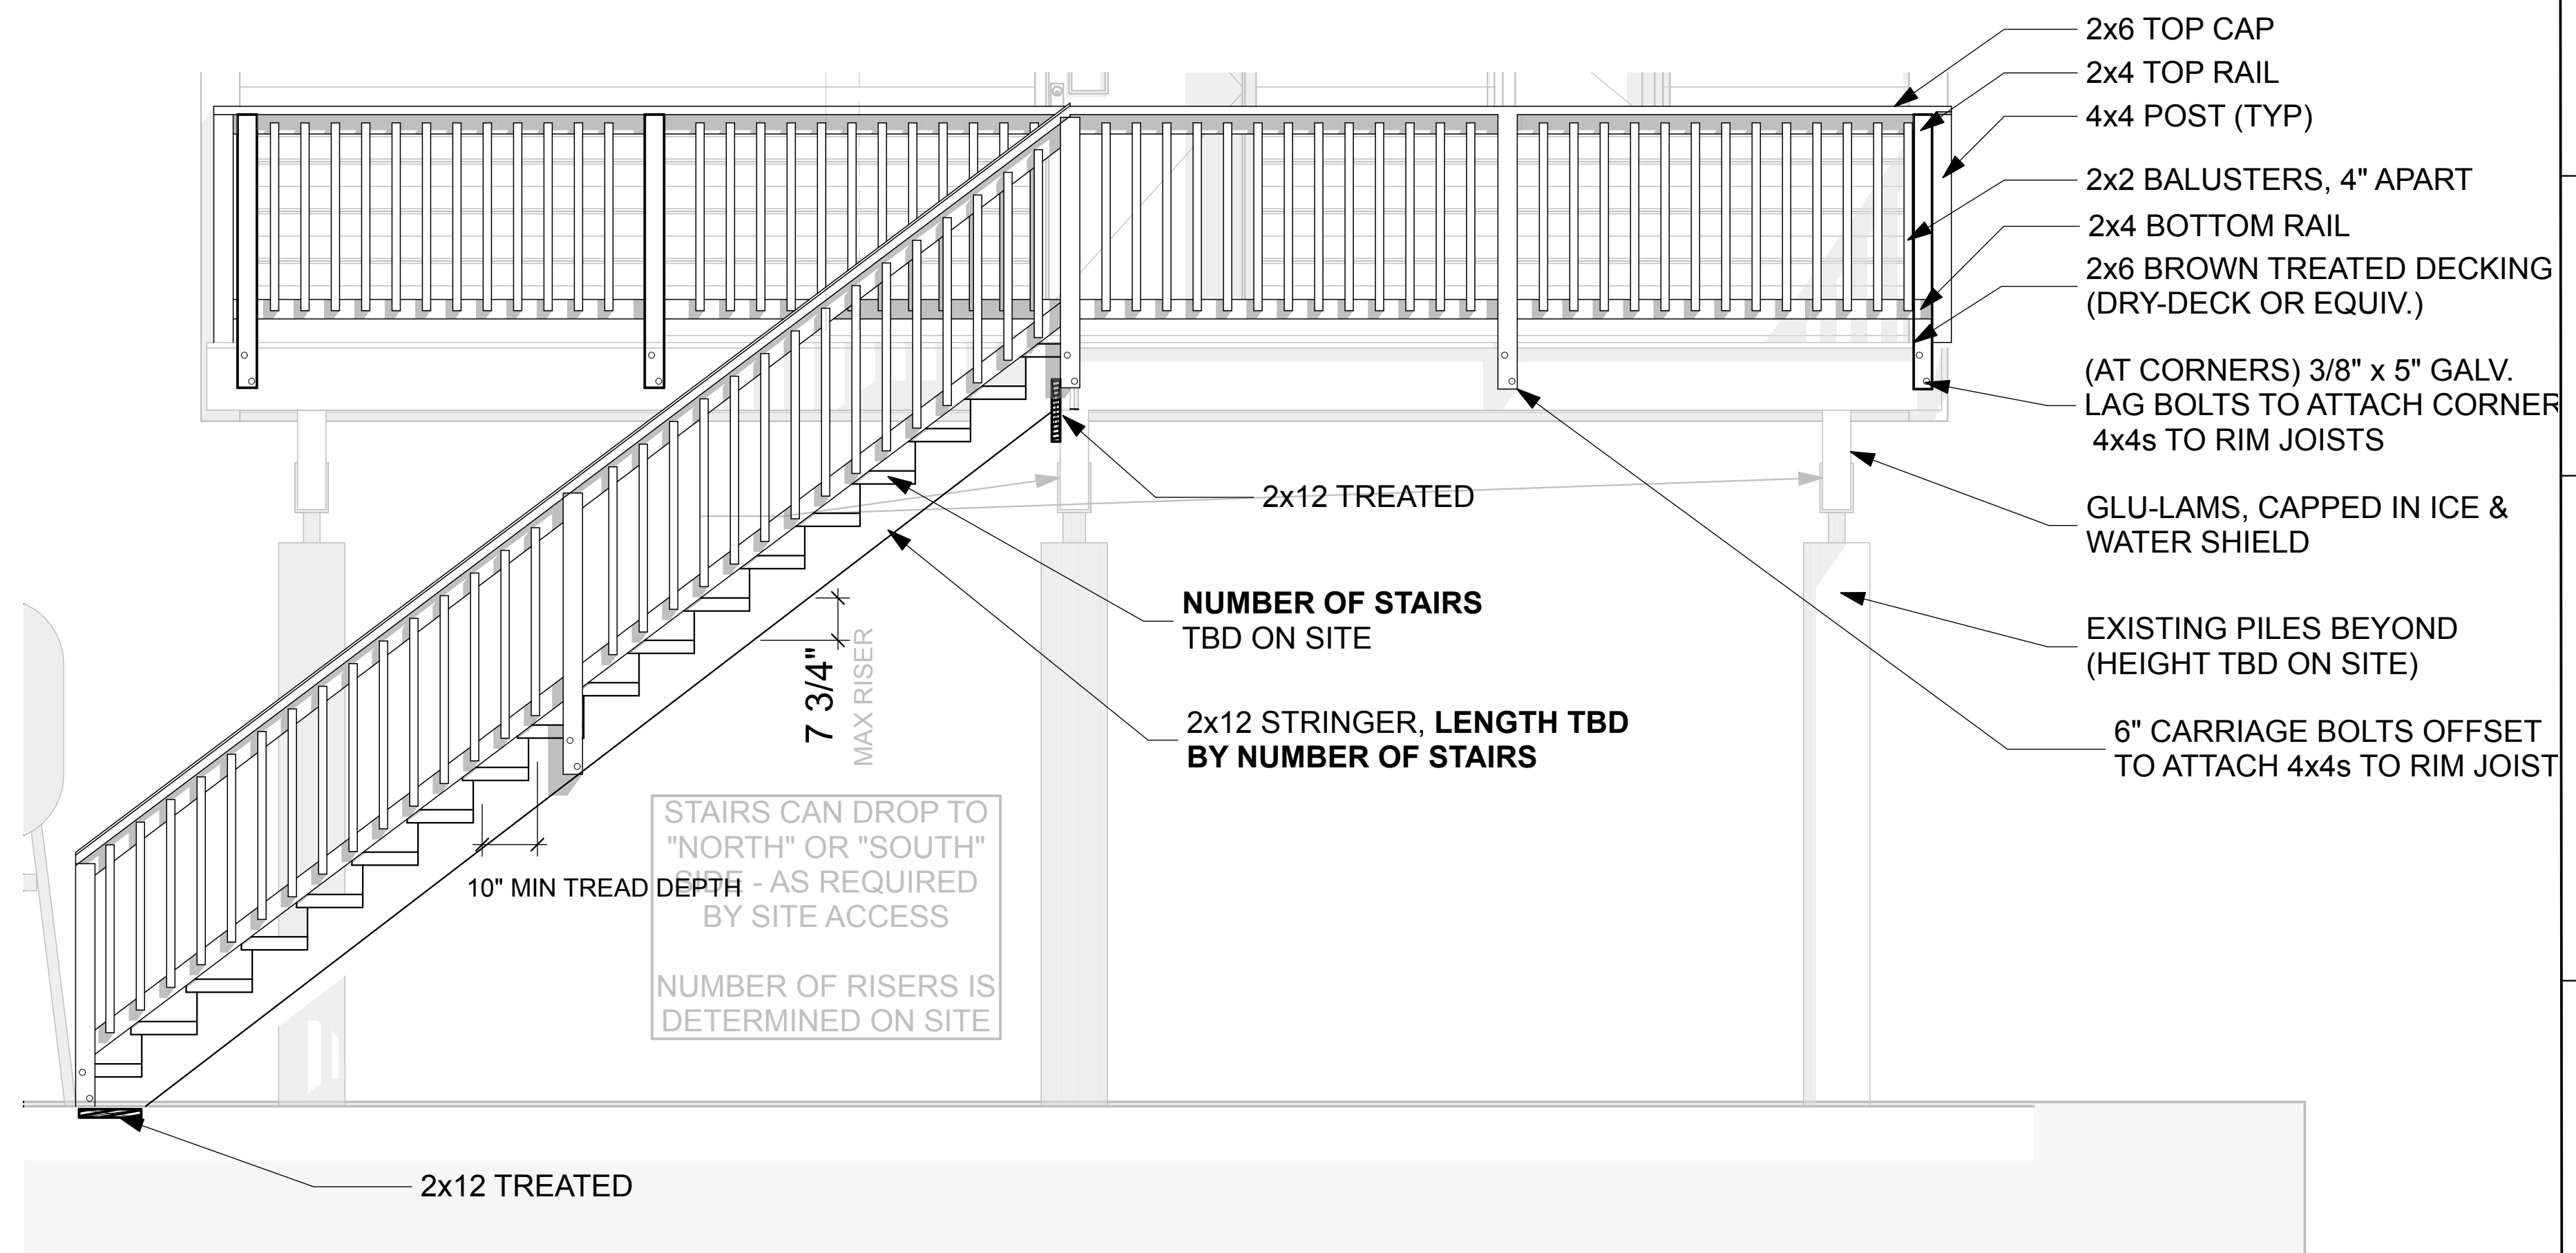 2x6 TOP CAP
2x4 TOP RAIL
4x4 POST (TYP)
2x2 BALUSTERS, 4" APART
2x4 BOTTOM RAIL
2x6 BROWN TREATED DECKING
(DRY-DECK OR EQUIV.)
(AT CORNERS) 3/8" x 5" GALV.
LAG BOLTS TO ATTACH CORNER
4x4s TO RIM JOISTS
GLU-LAMS, CAPPED IN ICE &
WATER SHIELD
EXISTING PILES BEYOND
(HEIGHT TBD ON SITE)
6" CARRIAGE BOLTS OFFSET
TO ATTACH 4x4s TO RIM JOIST
2x12 TREATED
NUMBER OF STAIRS
TBD ON SITE
2x12 STRINGER, LENGTH TBD
BY NUMBER OF STAIRS
7 3/4"
MAX RISER
10" MIN TREAD DEPTH
STAIRS CAN DROP TO
"NORTH" OR "SOUTH"
SIDE - AS REQUIRED
BY SITE ACCESS
NUMBER OF RISERS IS
DETERMINED ON SITE
2x12 TREATED